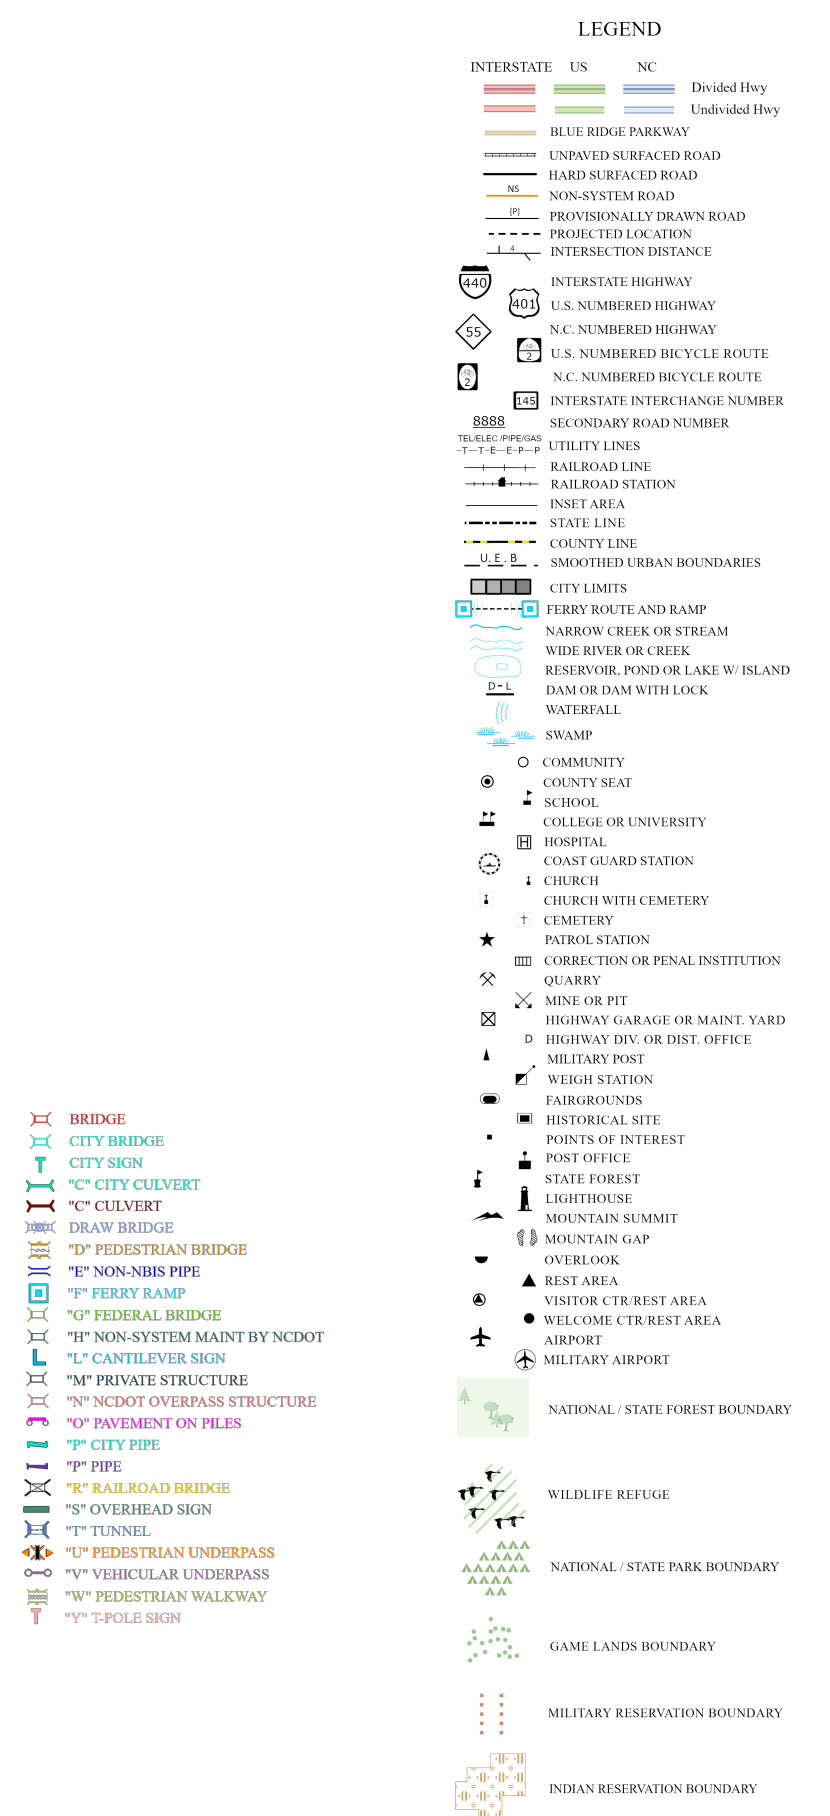 LEGEND
INTERSTATE US NC
Divided Hwy
Undivided Hwy
BLUE RIDGE PARKWAY
UNPAVED SURFACED ROAD
HARD SURFACED ROAD
NS NON-SYSTEM ROAD
[P] PROVISIONALLY DRAWN ROAD
PROJECTED LOCATION
.4 INTERSECTION DISTANCE
440 INTERSTATE HIGHWAY
401 U.S. NUMBERED HIGHWAY
55 N.C. NUMBERED HIGHWAY
2 U.S. NUMBERED BICYCLE ROUTE
2 N.C. NUMBERED BICYCLE ROUTE
145 INTERSTATE INTERCHANGE NUMBER
8888 SECONDARY ROAD NUMBER
TEL/ELEC /PIPE/GAS
–T—T–E—E–P—P UTILITY LINES
RAILROAD LINE
RAILROAD STATION
INSET AREA
STATE LINE
COUNTY LINE
U. E. B SMOOTHED URBAN BOUNDARIES
CITY LIMITS
FERRY ROUTE AND RAMP
NARROW CREEK OR STREAM
WIDE RIVER OR CREEK
RESERVOIR, POND OR LAKE W/ ISLAND
D-L DAM OR DAM WITH LOCK
WATERFALL
SWAMP
COMMUNITY
COUNTY SEAT
SCHOOL
COLLEGE OR UNIVERSITY
H HOSPITAL
COAST GUARD STATION
CHURCH
CHURCH WITH CEMETERY
CEMETERY
PATROL STATION
CORRECTION OR PENAL INSTITUTION
QUARRY
MINE OR PIT
HIGHWAY GARAGE OR MAINT. YARD
D HIGHWAY DIV. OR DIST. OFFICE
MILITARY POST
WEIGH STATION
FAIRGROUNDS
HISTORICAL SITE
POINTS OF INTEREST
POST OFFICE
STATE FOREST
LIGHTHOUSE
MOUNTAIN SUMMIT
MOUNTAIN GAP
OVERLOOK
REST AREA
VISITOR CTR/REST AREA
WELCOME CTR/REST AREA
AIRPORT
MILITARY AIRPORT
NATIONAL / STATE FOREST BOUNDARY
WILDLIFE REFUGE
NATIONAL / STATE PARK BOUNDARY
GAME LANDS BOUNDARY
MILITARY RESERVATION BOUNDARY
INDIAN RESERVATION BOUNDARY
BRIDGE
CITY BRIDGE
CITY SIGN
"C" CITY CULVERT
"C" CULVERT
DRAW BRIDGE
"D" PEDESTRIAN BRIDGE
"E" NON-NBIS PIPE
"F" FERRY RAMP
"G" FEDERAL BRIDGE
"H" NON-SYSTEM MAINT BY NCDOT
"L" CANTILEVER SIGN
"M" PRIVATE STRUCTURE
"N" NCDOT OVERPASS STRUCTURE
"O" PAVEMENT ON PILES
"P" CITY PIPE
"P" PIPE
"R" RAILROAD BRIDGE
"S" OVERHEAD SIGN
"T" TUNNEL
"U" PEDESTRIAN UNDERPASS
"V" VEHICULAR UNDERPASS
"W" PEDESTRIAN WALKWAY
"Y" T-POLE SIGN